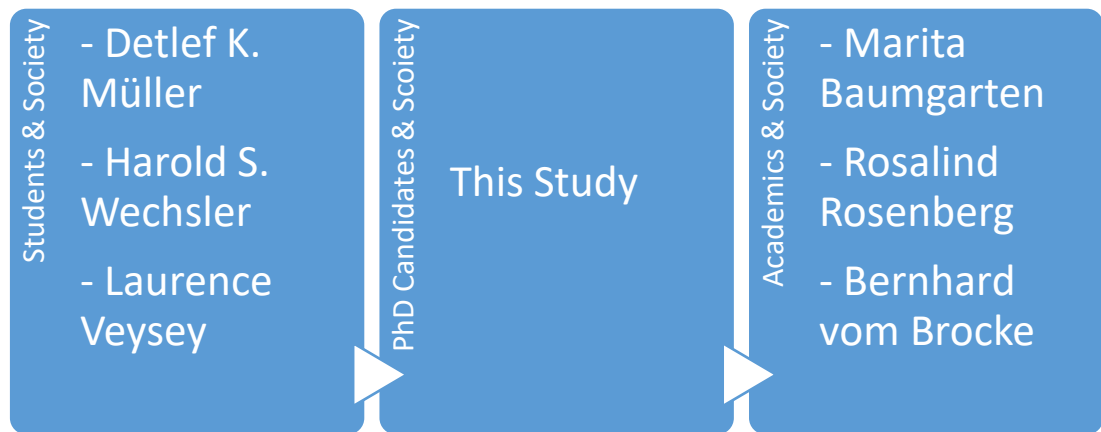 Students & Society
- Detlef K.
Müller
- Harold S.
Wechsler
- Laurence
Veysey
PhD Candidates & Scoiety
This Study
Academics & Society
- Marita
Baumgarten
- Rosalind
Rosenberg
- Bernhard
vom Brocke